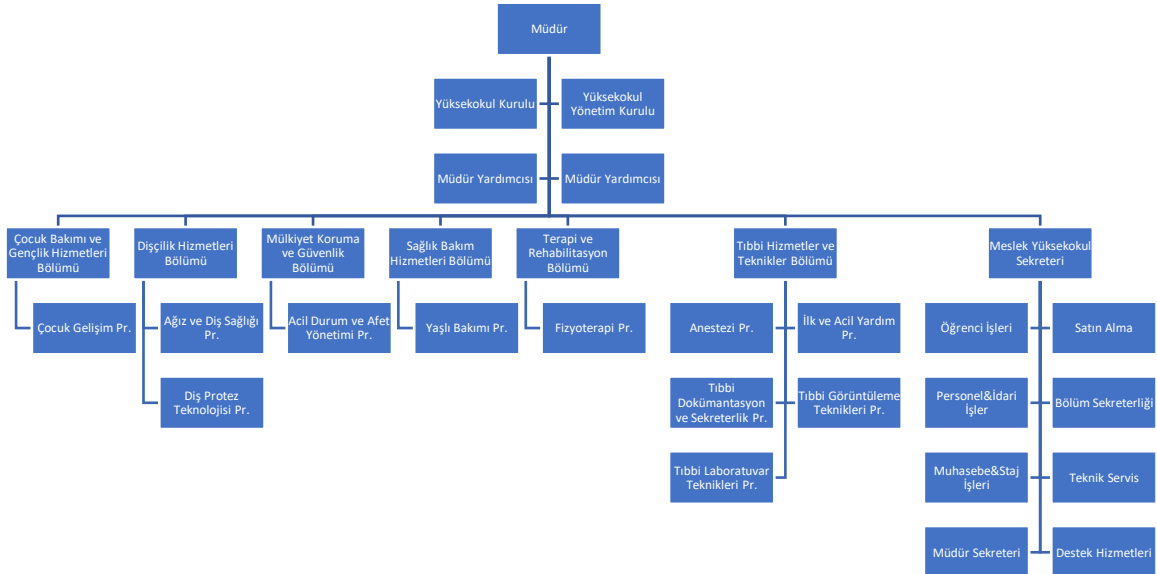 Müdür
Yüksekokul Kurulu
Yüksekokul
Yönetim Kurulu
Müdür Yardımcısı
Müdür Yardımcısı
Çocuk Bakımı ve
Gençlik Hizmetleri
Bölümü
Dişçilik Hizmetleri
Bölümü
Mülkiyet Koruma
ve Güvenlik
Bölümü
Sağlık Bakım
Hizmetleri Bölümü
Terapi ve
Rehabilitasyon
Bölümü
Tıbbi Hizmetler ve
Teknikler Bölümü
Meslek Yüksekokul
Sekreteri
Çocuk Gelişim Pr.
Ağız ve Diş Sağlığı
Pr.
Acil Durum ve Afet
Yönetimi Pr.
Yaşlı Bakımı Pr.
Fizyoterapi Pr.
Anestezi Pr.
İlk ve Acil Yardım
Pr.
Öğrenci İşleri
Satın Alma
Diş Protez
Teknolojisi Pr.
Tıbbi
Dokümantasyon
ve Sekreterlik Pr.
Tıbbi Görüntüleme
Teknikleri Pr.
Personel&İdari
İşler
Bölüm Sekreterliği
Tıbbi Laboratuvar
Teknikleri Pr.
Muhasebe&Staj
İşleri
Teknik Servis
Müdür Sekreteri
Destek Hizmetleri